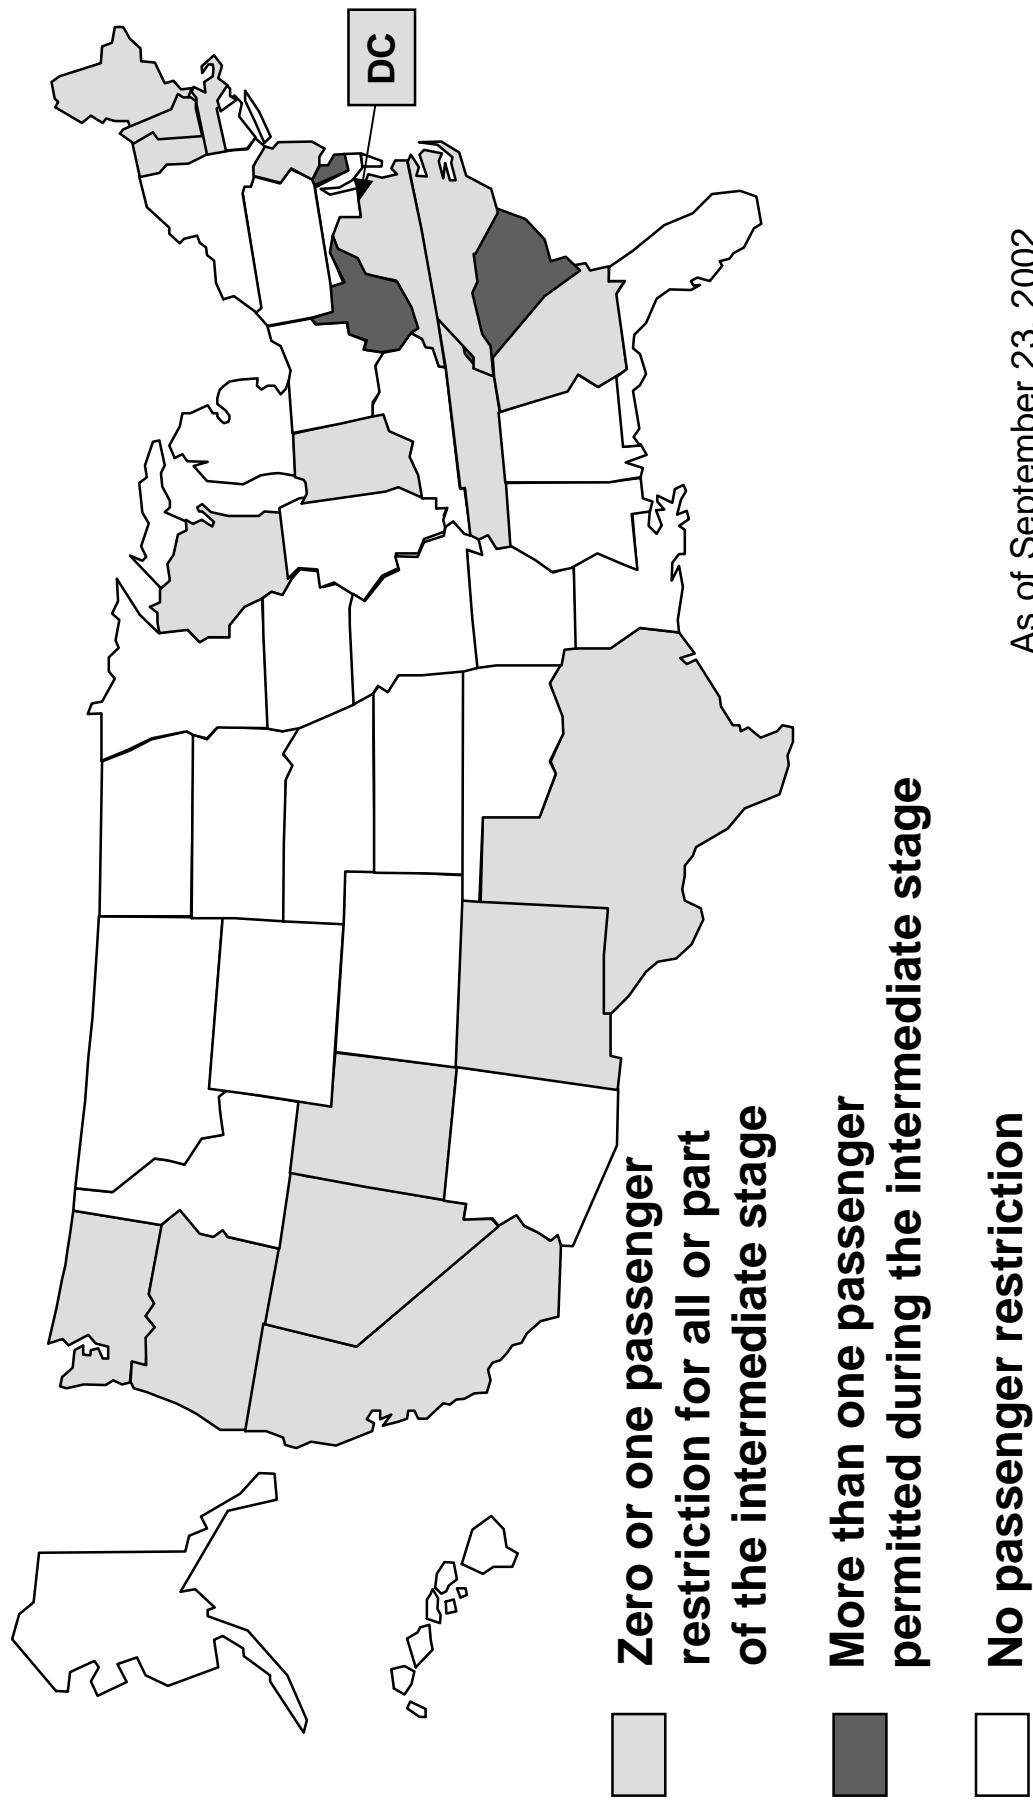 DC
As of September 23, 2002
Zero or one passenger
restriction for all or part
of the intermediate stage
More than one passenger
permitted during the intermediate stage
No passenger restriction